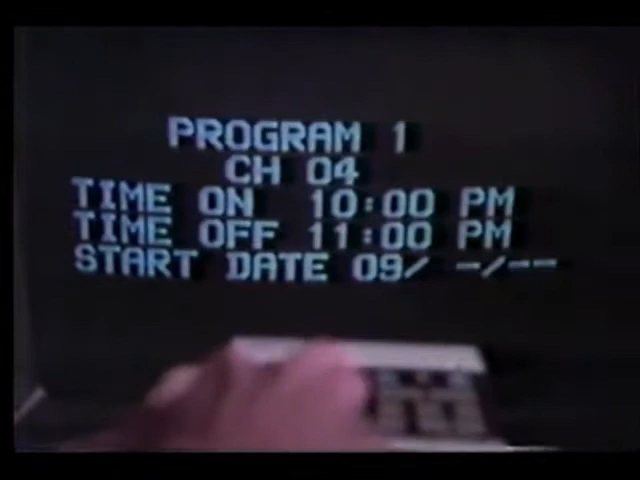 PROGRAM 1
CH 04
TIME ON 10:00 PM
TIME OFF 11:00 PM
START DATE 09/ -/--